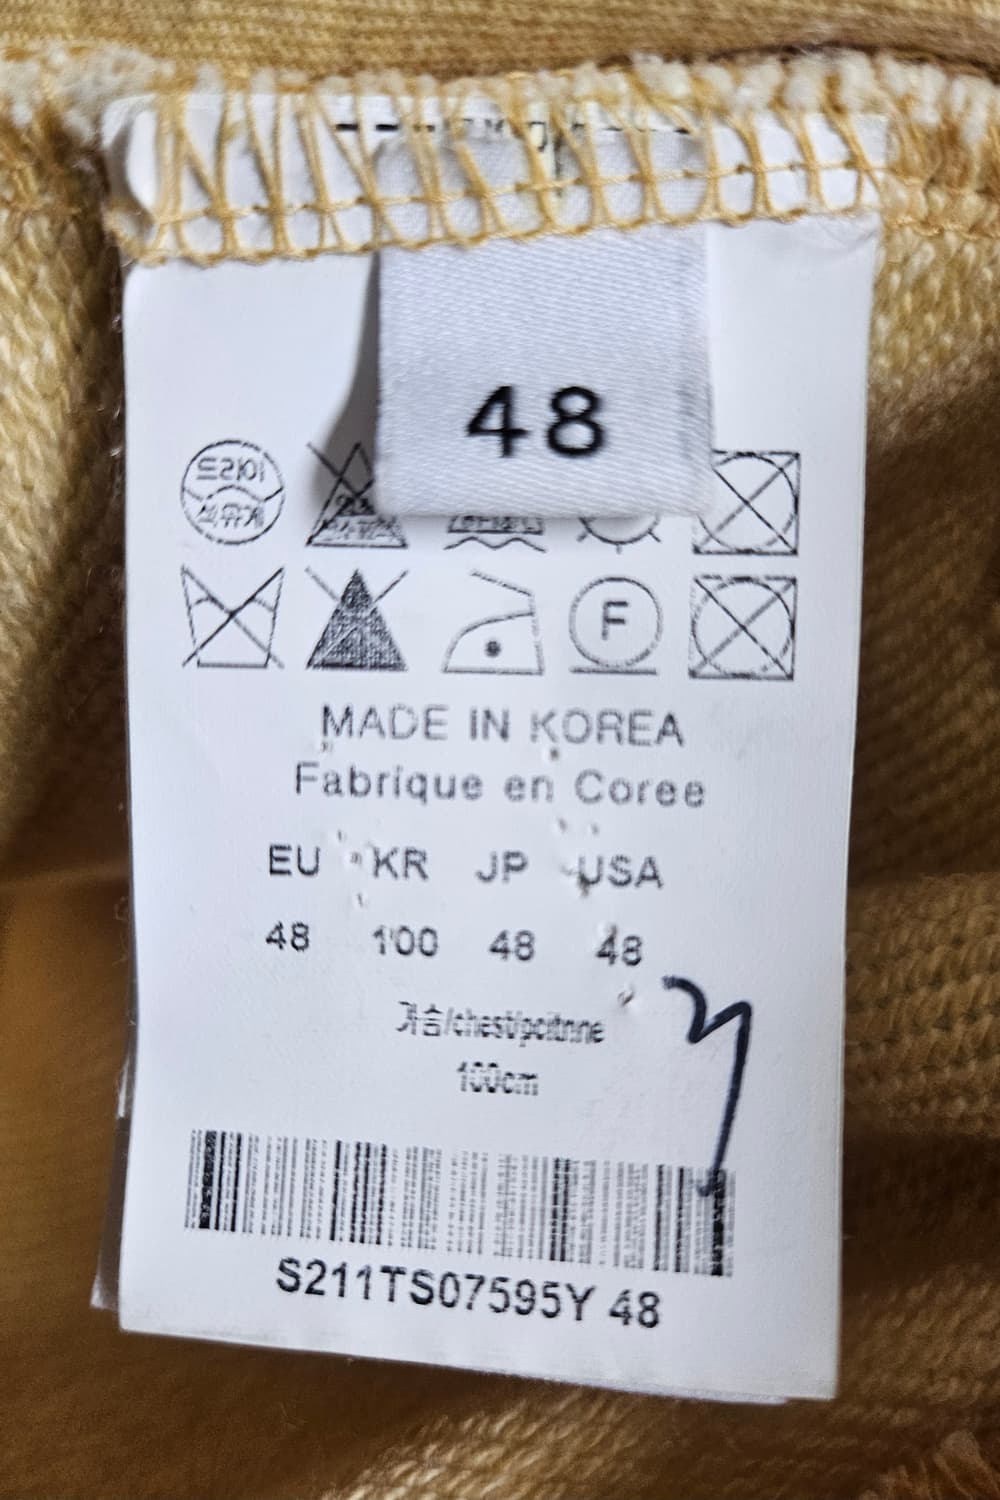 48
드라이
석유계
F
MADE IN KOREA
Fabrique en Coree
EU KR JP USA
48 100 48 48
가슴/chest/poitrine
100cm
S211TS07595Y 48